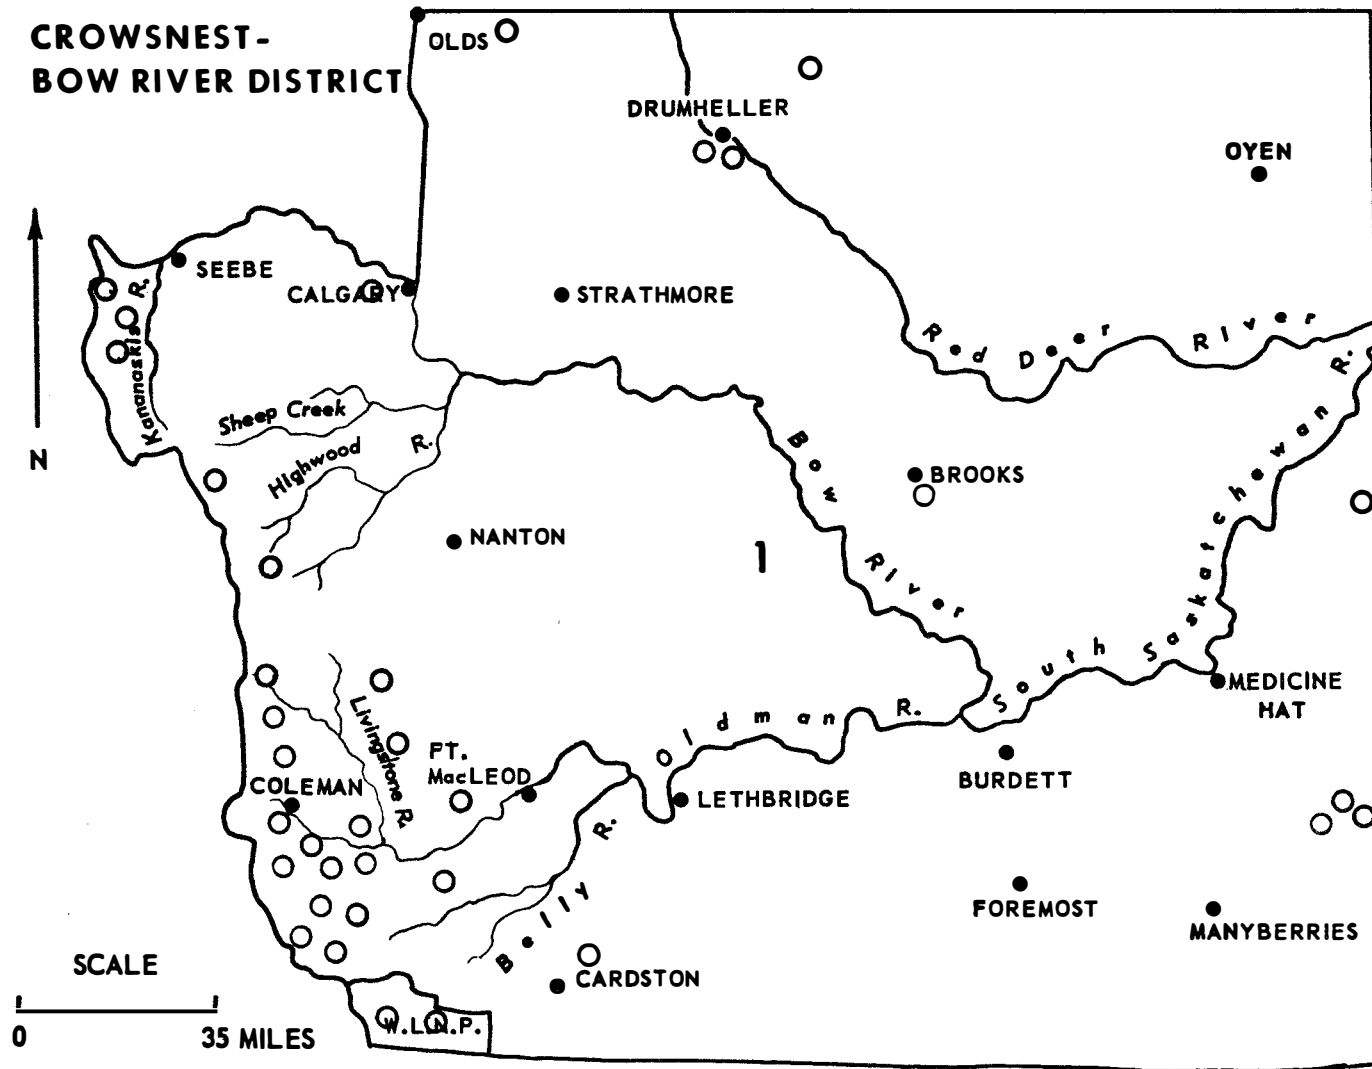 CROWSNEST-
BOW RIVER DISTRICT
OLDS
DRUMHELLER
OYEN
SEEBE
CALGARY
STRATHMORE
Kananaskis R.
Red Deer River
Sheep Creek
Highwood R.
N
Bow River
BROOKS
South Saskatchewan R.
NANTON
1
Livingstone R.
MEDICINE
HAT
Oldman R.
FT.
MacLEOD
COLEMAN
LETHBRIDGE
BURDETT
Belly R.
FOREMOST
MANYBERRIES
CARDSTON
SCALE
0 35 MILES
W.L.N.P.